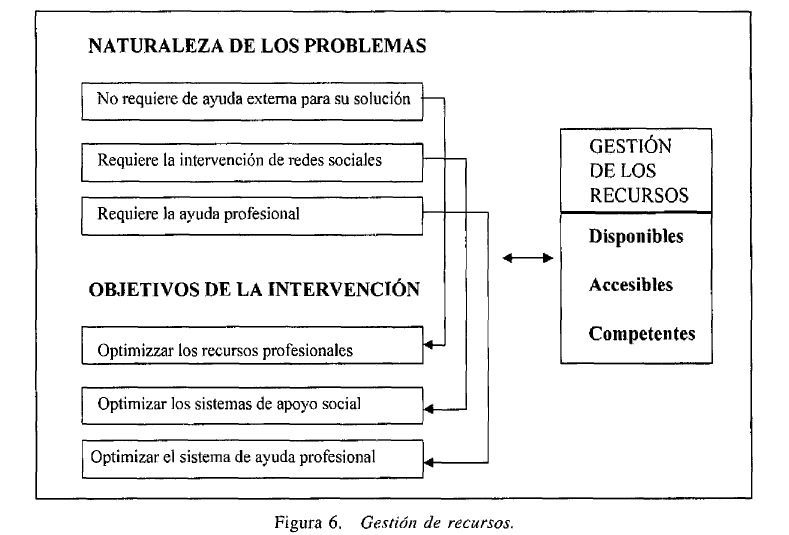 NATURALEZA DE LOS PROBLEMAS
No requiere de ayuda externa para su solución
Requiere la intervención de redes sociales
Requiere la ayuda profesional
OBJETIVOS DE LA INTERVENCIÓN
Optimizzar los recursos profesionales
Optimizar los sistemas de apoyo social
Optimizar el sistema de ayuda profesional
GESTIÓN
DE LOS
RECURSOS
Disponibles
Accesibles
Competentes
Figura 6. Gestión de recursos.